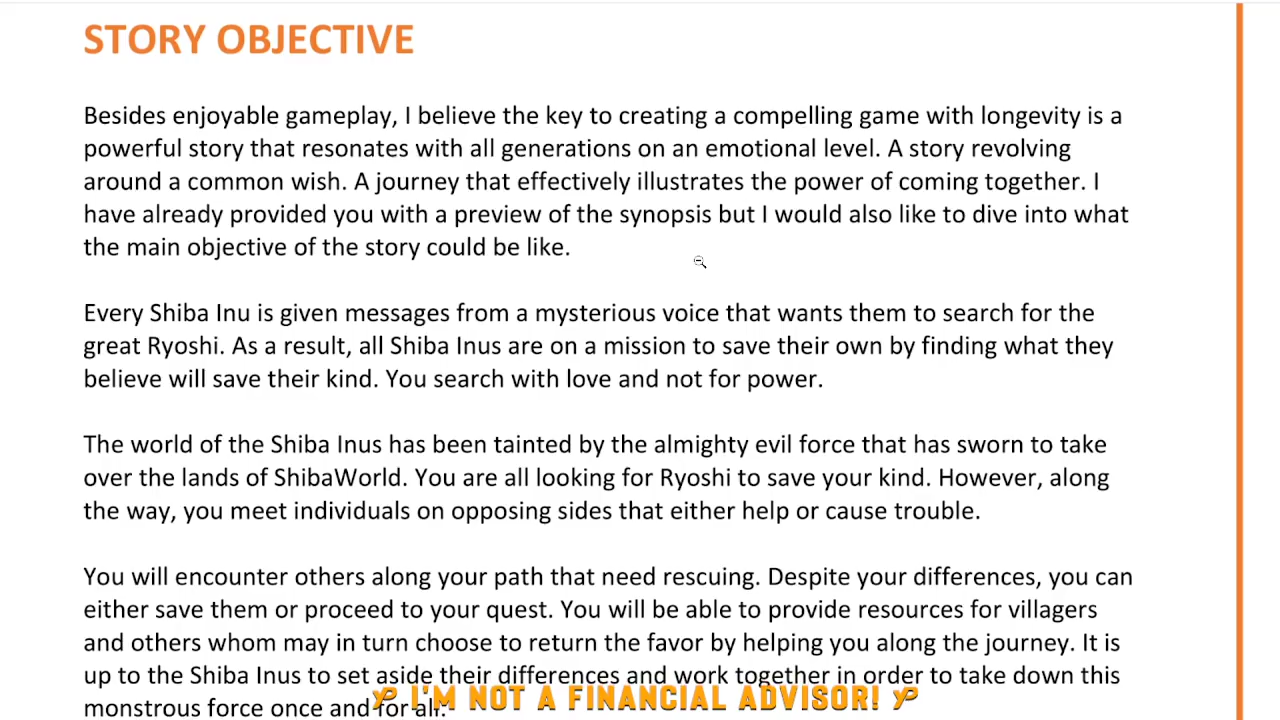 STORY OBJECTIVE
Besides enjoyable gameplay, I believe the key to creating a compelling game with longevity is a
powerful story that resonates with all generations on an emotional level. A story revolving
around a common wish. A journey that effectively illustrates the power of coming together. I
have already provided you with a preview of the synopsis but I would also like to dive into what
the main objective of the story could be like.
Every Shiba Inu is given messages from a mysterious voice that wants them to search for the
great Ryoshi. As a result, all Shiba Inus are on a mission to save their own by finding what they
believe will save their kind. You search with love and not for power.
The world of the Shiba Inus has been tainted by the almighty evil force that has sworn to take
over the lands of ShibaWorld. You are all looking for Ryoshi to save your kind. However, along
the way, you meet individuals on opposing sides that either help or cause trouble.
You will encounter others along your path that need rescuing. Despite your differences, you can
either save them or proceed to your quest. You will be able to provide resources for villagers
and others whom may in turn choose to return the favor by helping you along the journey. It is
up to the Shiba Inus to set aside their differences and work together in order to take down this
monstrous force once and for all.
I'M NOT A FINANCIAL ADVISOR!